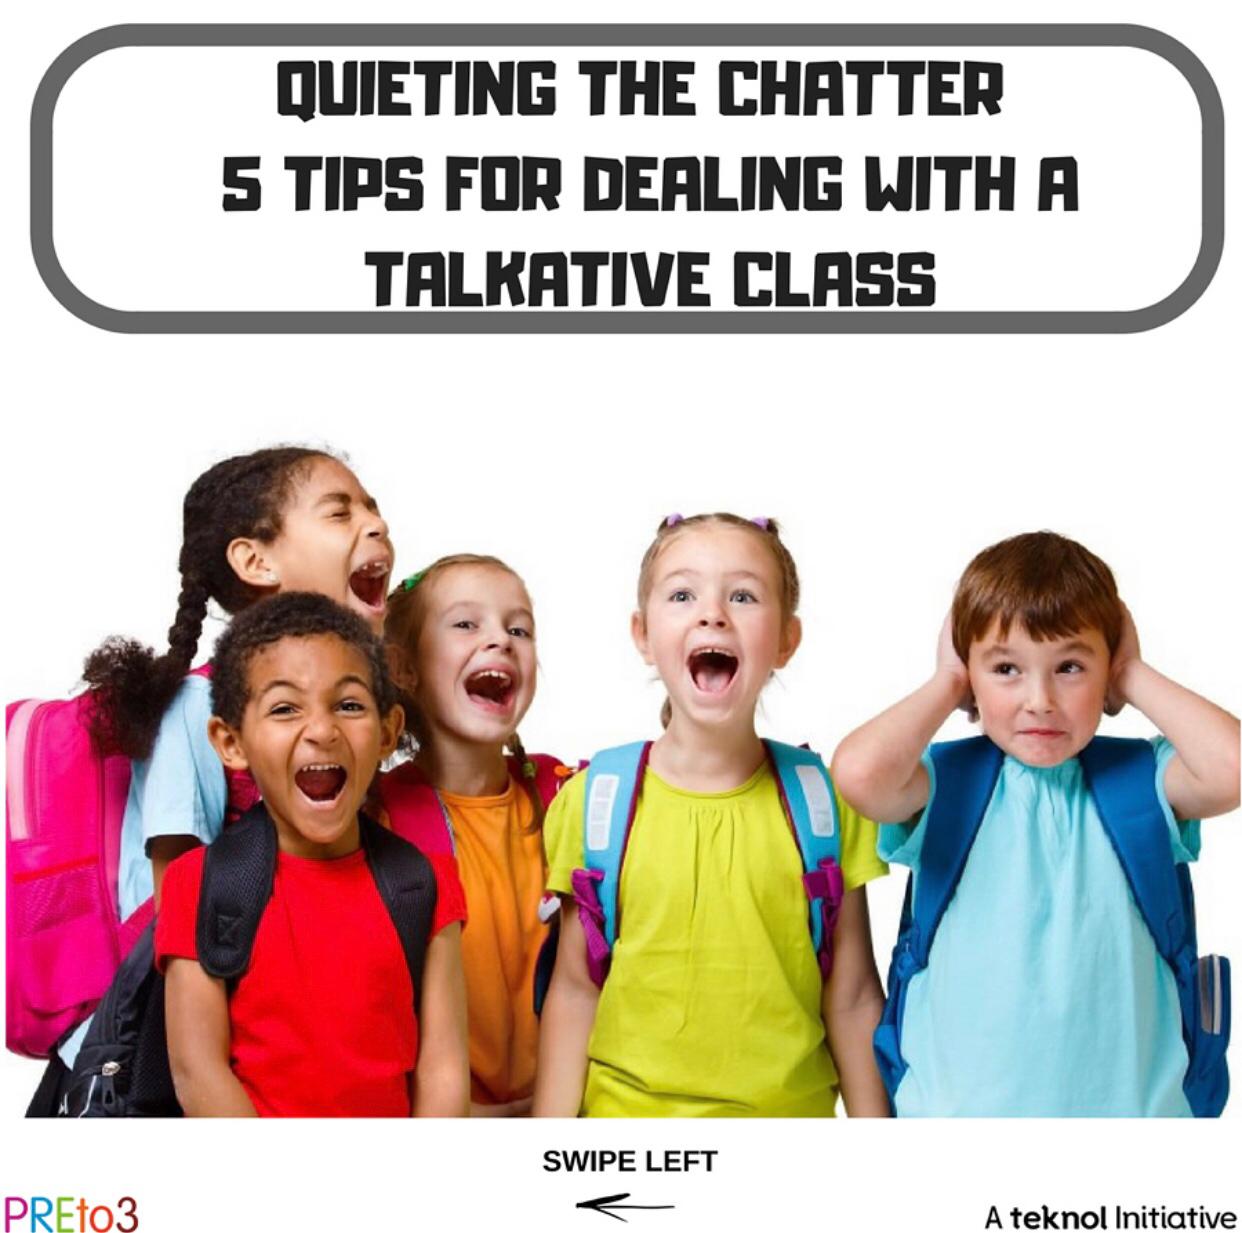 QUIETING THE CHATTER
5 TIPS FOR DEALING WITH A
TALKATIVE CLASS
SWIPE LEFT
PREto3
A teknol Initiative